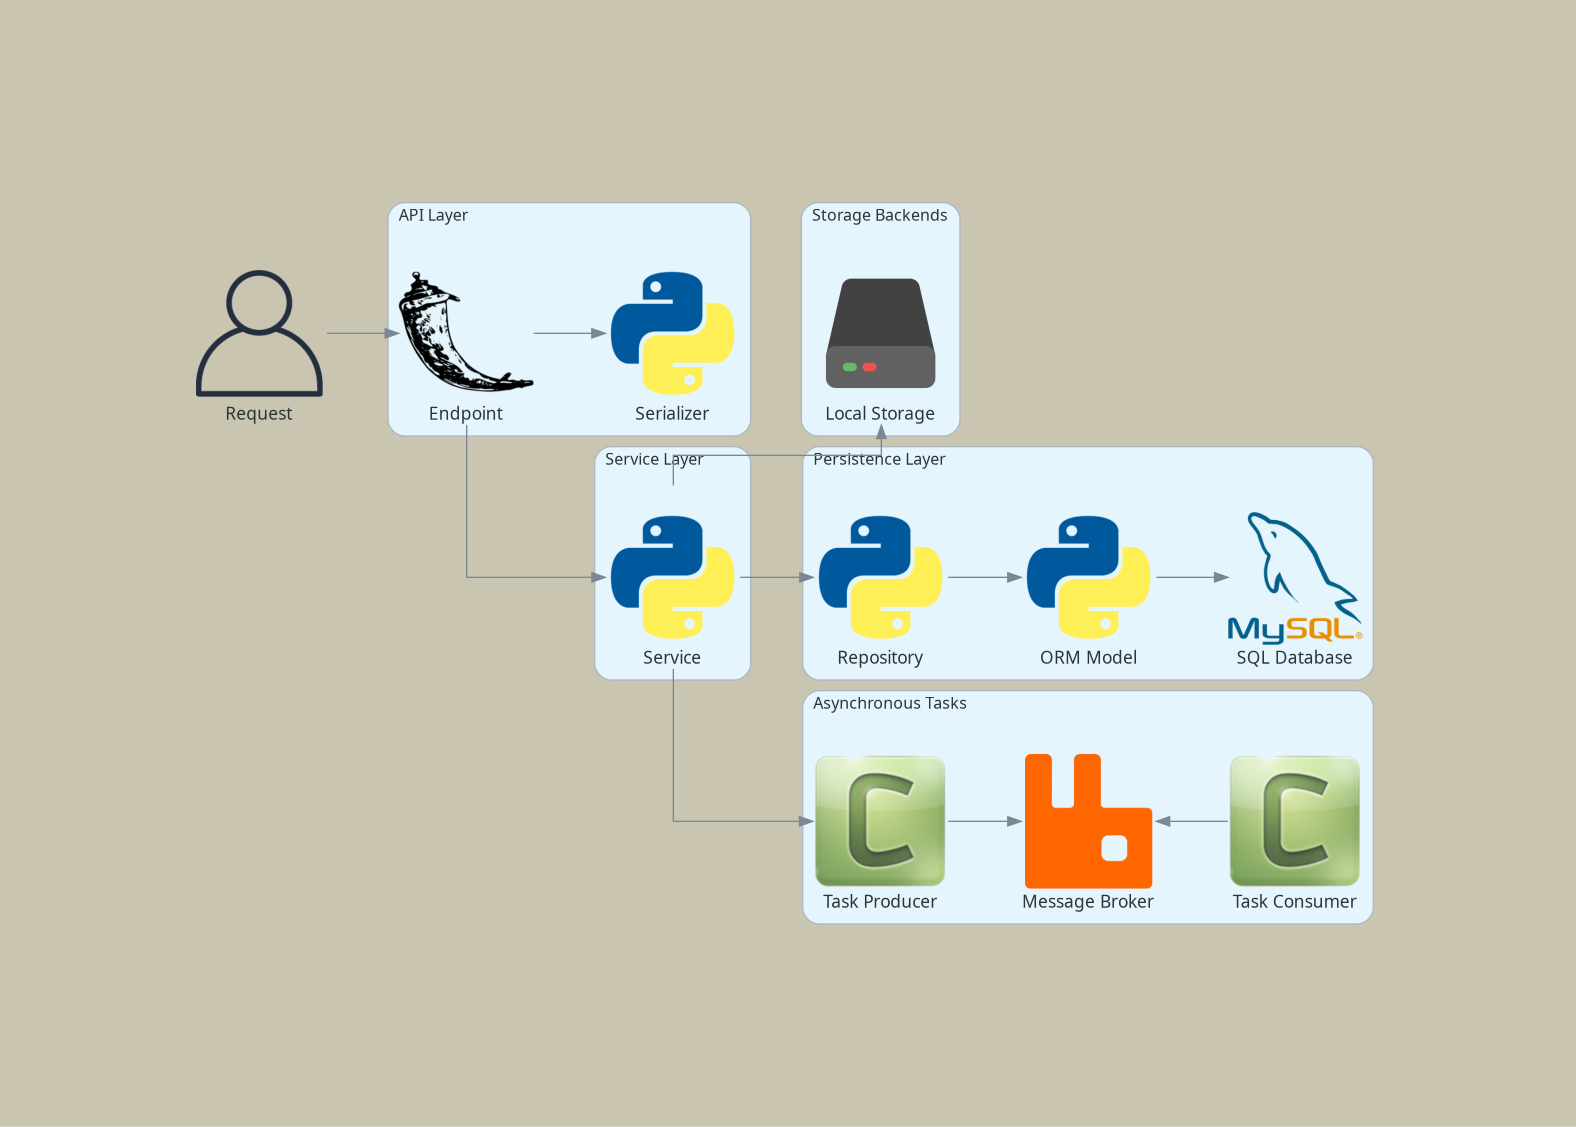 API Layer
Storage Backends
Request
Endpoint
Serializer
Local Storage
Service Layer
Persistence Layer
MySQL®
Service
Repository
ORM Model
SQL Database
Asynchronous Tasks
Task Producer
Message Broker
Task Consumer